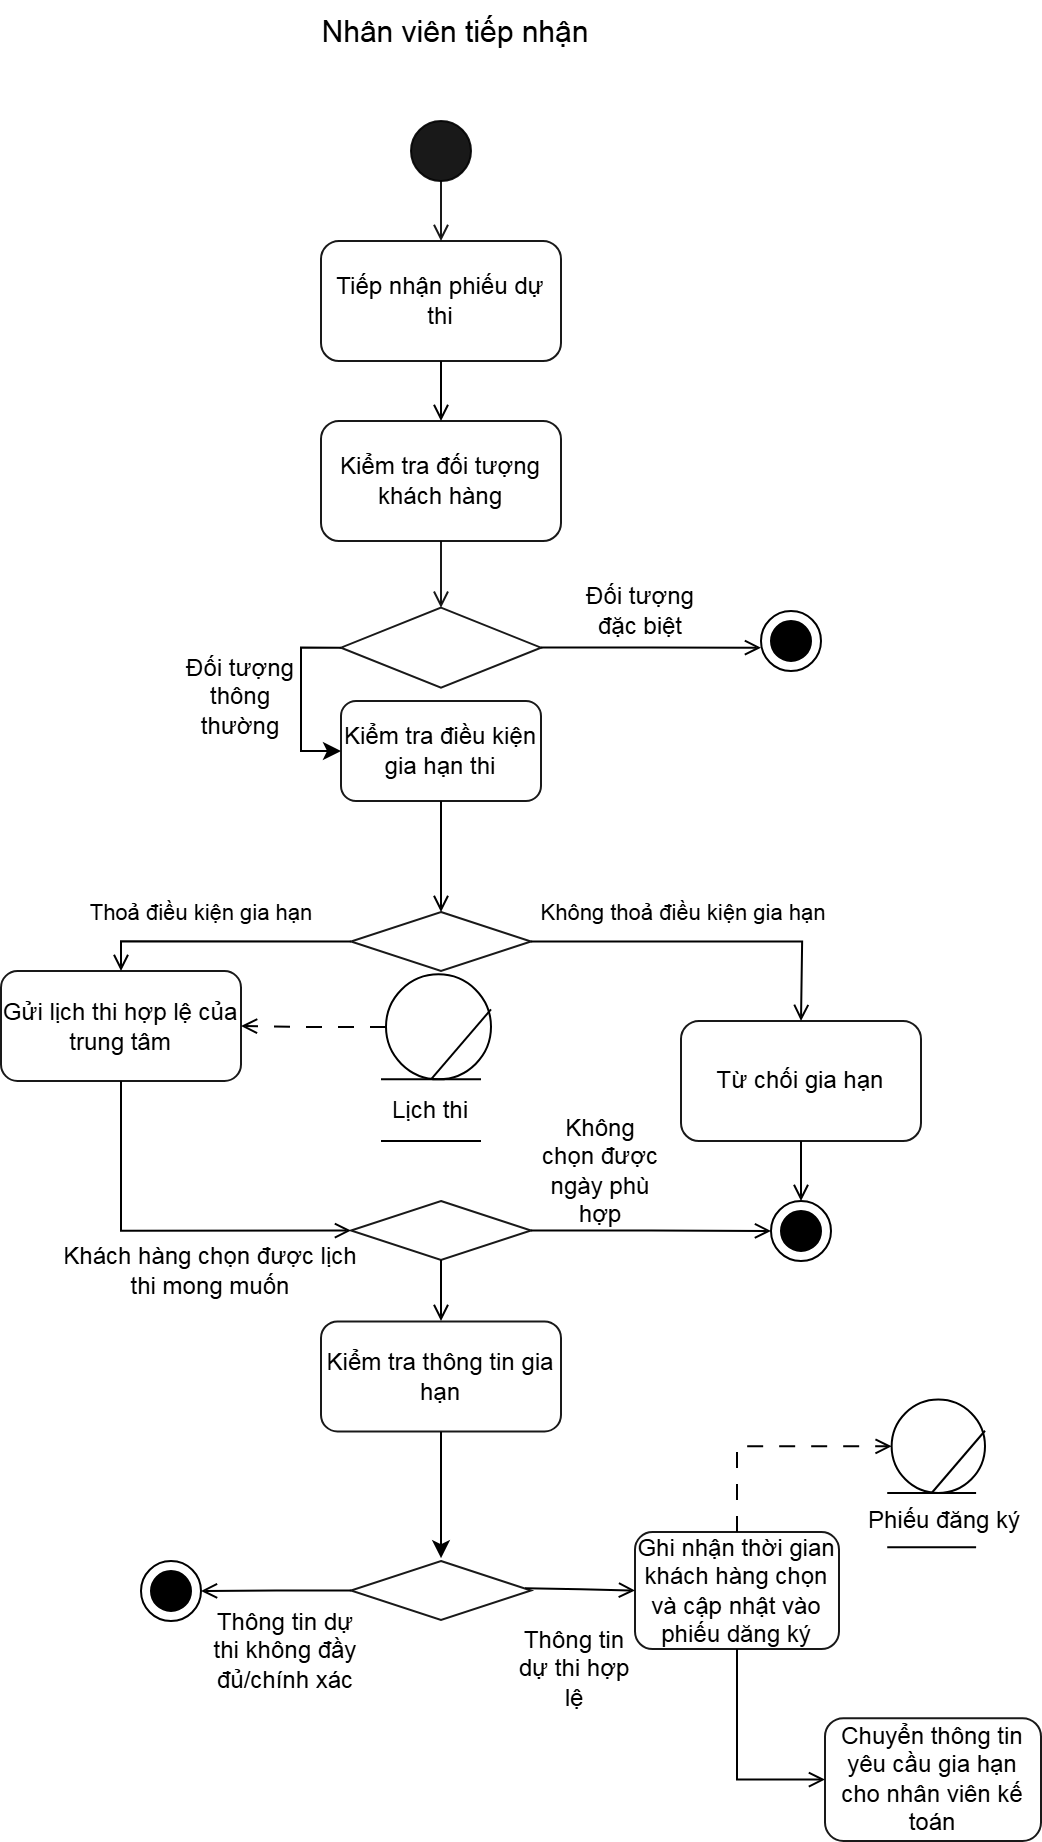 Nhân viên tiếp nhận
Tiếp nhận phiếu dự
thi
Kiểm tra đối tượng
khách hàng
Đối tượng
đặc biệt
Đối tượng
thông
thường
Kiểm tra điều kiện
gia hạn thi
Thoả điều kiện gia hạn
Không thoả điều kiện gia hạn
Gửi lịch thi hợp lệ của
trung tâm
Lịch thi
Từ chối gia hạn
Không
chọn được
ngày phù
hợp
Khách hàng chọn được lịch
thi mong muốn
Kiểm tra thông tin gia
hạn
Phiếu đăng ký
Ghi nhận thời gian
khách hàng chọn
và cập nhật vào
phiếu dăng ký
Thông tin dự
thi không đầy
đủ/chính xác
Thông tin
dự thi hợp
lệ
Chuyển thông tin
yêu cầu gia hạn
cho nhân viên kế
toán